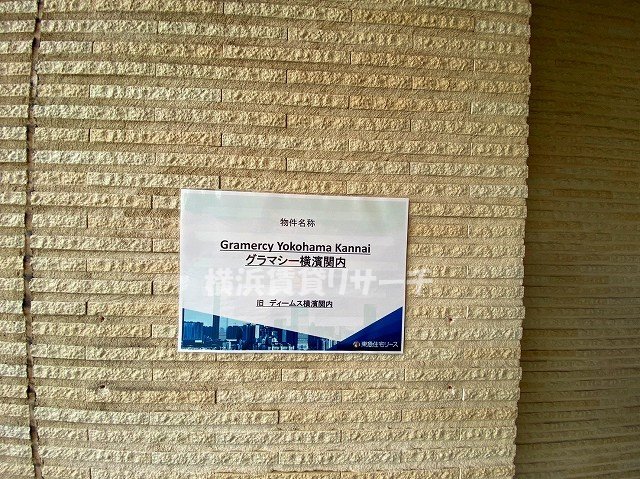 物件名称
Gramercy Yokohama Kannai
グラマシー横濱関内
横浜賃貸リサーチ
旧 ディームス横濱関内
東急住宅リース